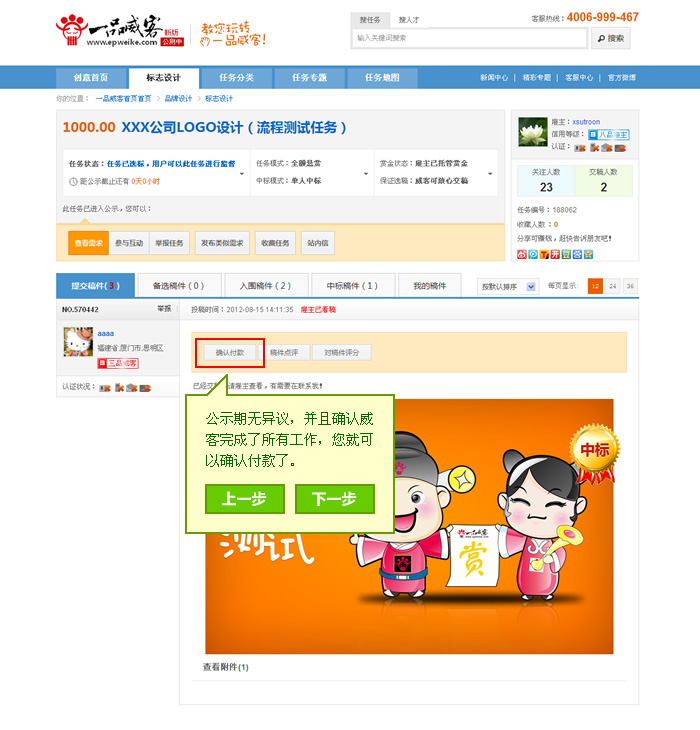 一品威客
新版
公测中
www.epweike.com
教您玩转
一品威客!
搜任务 搜人才
客服热线：4006-999-467
输入关键词搜索
搜索
创意首页 标志设计 任务分类 任务专题 任务地图
新闻中心 | 精彩专题 | 客服中心 | 官方微博
你的位置： 一品威客首页首页 > 品牌设计 > 标志设计
1000.00 XXX公司LOGO设计（流程测试任务）
任务状态：任务已选标，用户可以此任务进行监督
距公示截止还有 0天0小时
任务模式：全额悬赏
中标模式：单人中标
赏金状态：雇主已托管赏金
保证选稿：威客可放心交稿
此任务已进入公示，您可以：
查看需求 参与互动 举报任务 发布类似需求 收藏任务 站内信
雇主：xsutroon
信用等级： 八品雇主
认证：
关注人数 交稿人数
23 2
任务编号：188062
收藏人数：0
分享可赚钱，赶快告诉朋友吧!
提交稿件(3) 备选稿件（0） 入围稿件（2） 中标稿件（1） 我的稿件
按默认排序 每页显示: 12 24 36
NO.570442 举报
投稿时间：2012-08-15 14:11:35 雇主已看稿
aaaa
福建省,厦门市,思明区
三品威客
认证状况：
确认付款 稿件点评 对稿件评分
已经交 请雇主查看，有需要在联系我!
公示期无异议，并且确认威
客完成了所有工作，您就可
以确认付款了。
上一步 下一步
中标
测试
一品威客
www.epweike.com
赏
查看附件(1)